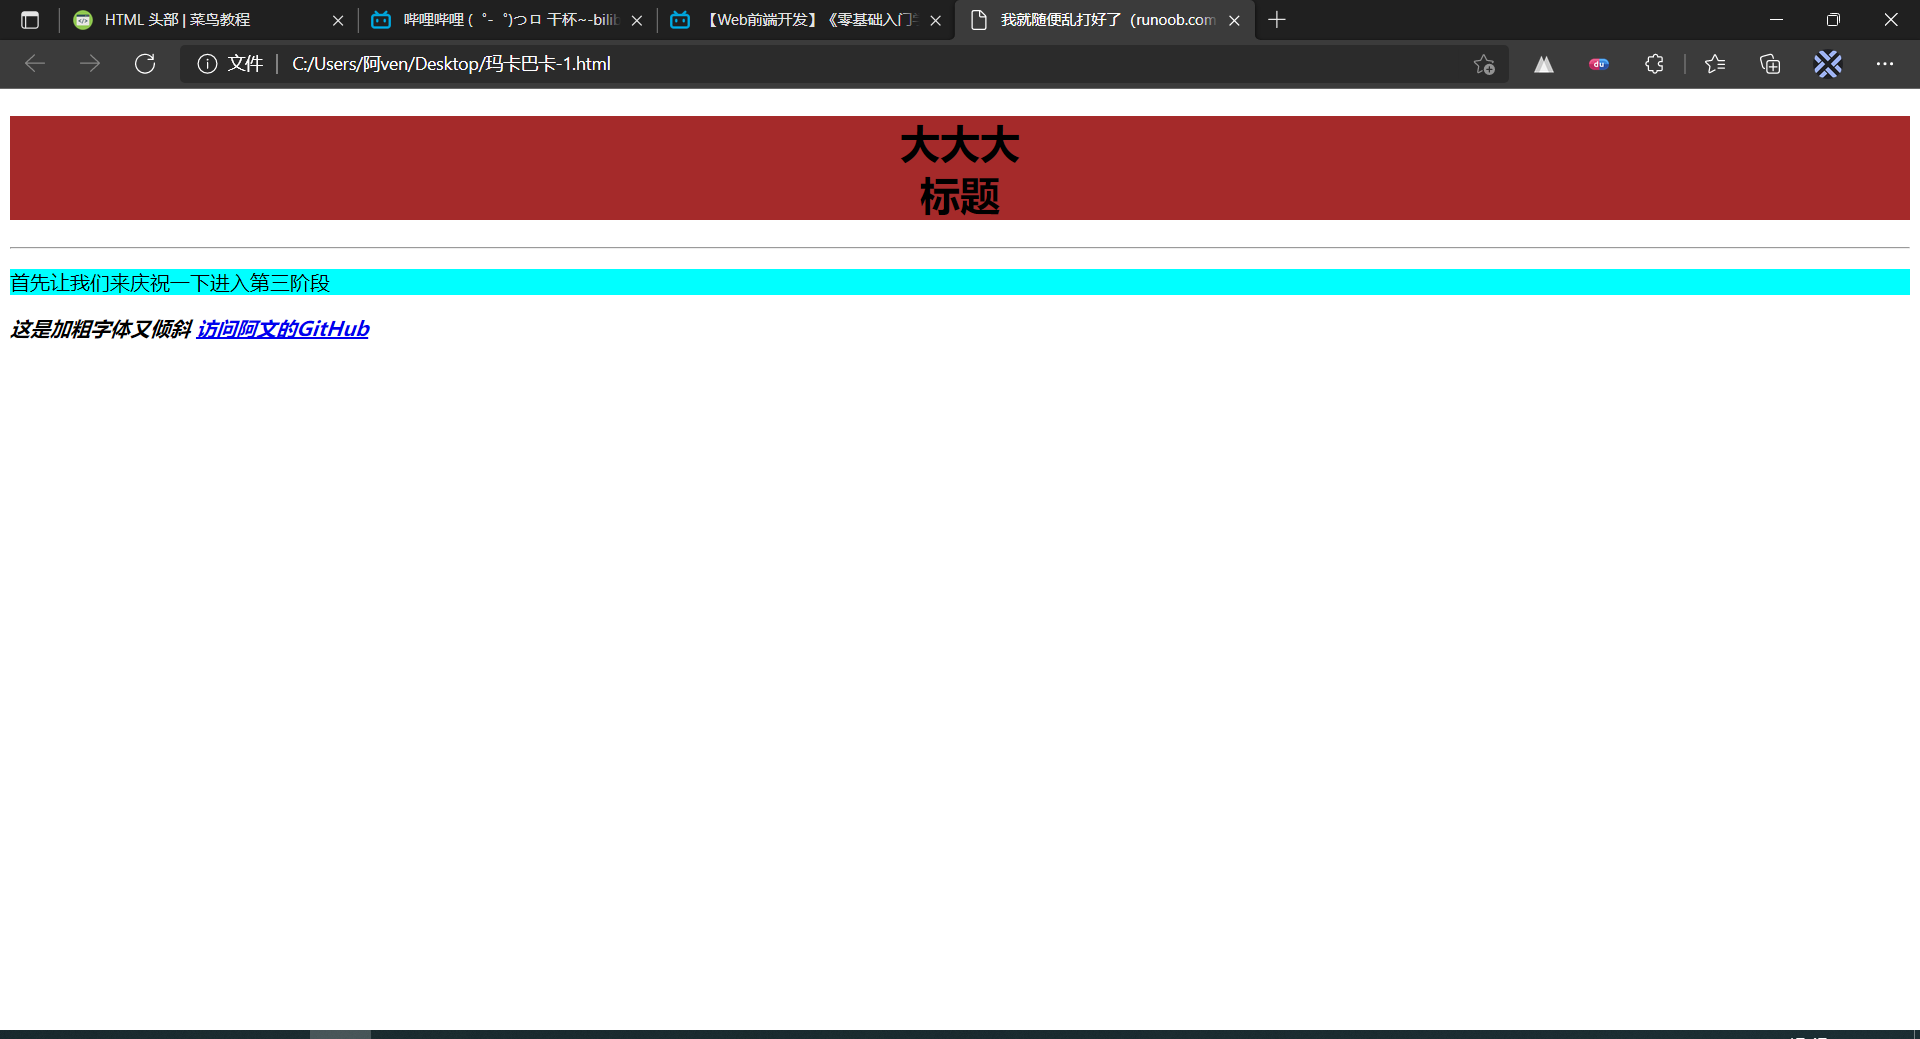 HTML 头部 | 菜鸟教程
哔哩哔哩 (゜-゜)つロ 干杯~-bilib
【Web前端开发】《零基础入门学
我就随便乱打好了（runoob.com
文件 C:/Users/阿ven/Desktop/玛卡巴卡-1.html
du
大大大
标题
首先让我们来庆祝一下进入第三阶段
这是加粗字体又倾斜 访问阿文的GitHub